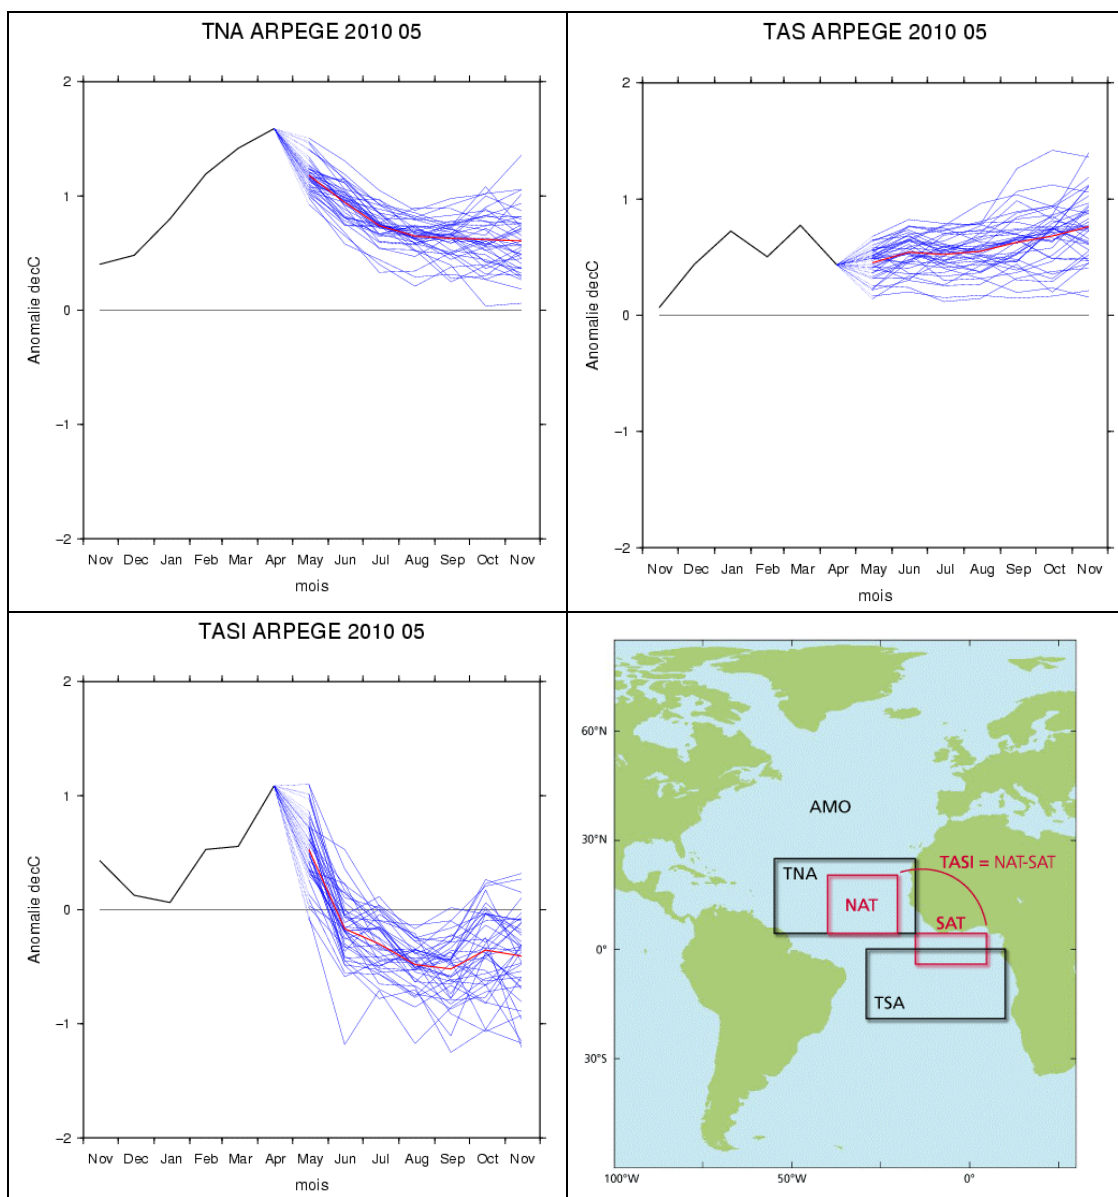 TNA ARPEGE 2010 05
2
1
0
−1
−2
Anomalie decC
Nov Dec Jan Feb Mar Apr May Jun Jul Aug Sep Oct Nov
mois
TAS ARPEGE 2010 05
2
1
0
−1
−2
Anomalie decC
Nov Dec Jan Feb Mar Apr May Jun Jul Aug Sep Oct Nov
mois
TASI ARPEGE 2010 05
2
1
0
−1
−2
Anomalie decC
Nov Dec Jan Feb Mar Apr May Jun Jul Aug Sep Oct Nov
mois
60°N
AMO
30°N
TASI = NAT-SAT
TNA
NAT
SAT
0°
TSA
30°S
100°W 50°W 0°